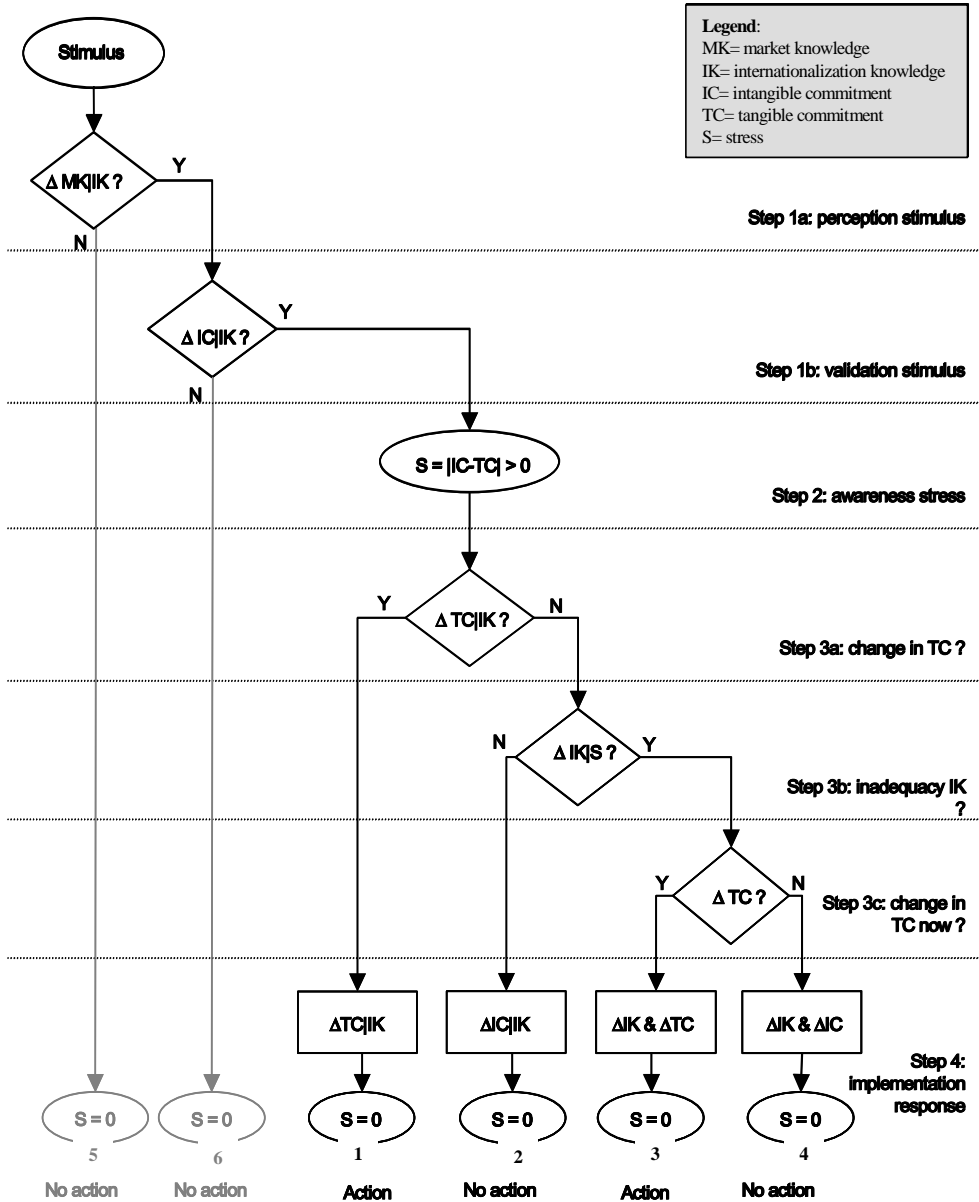 Stimulus
Legend:
MK= market knowledge
IK= internationalization knowledge
IC= intangible commitment
TC= tangible commitment
S= stress
Δ MK|IK ?
Y
N
Step 1a: perception stimulus
Δ IC|IK ?
Y
N
Step 1b: validation stimulus
S = |IC-TC| > 0
Step 2: awareness stress
Y
Δ TC|IK ?
N
Step 3a: change in TC ?
N
Δ IK|S ?
Y
Step 3b: inadequacy IK
?
Y
Δ TC ?
N
Step 3c: change in
TC now ?
ΔTC|IK
ΔIC|IK
ΔIK & ΔTC
ΔIK & ΔIC
Step 4:
implementation
response
S = 0
S = 0
S = 0
S = 0
S = 0
S = 0
5
6
1
2
3
4
No action
No action
Action
No action
Action
No action